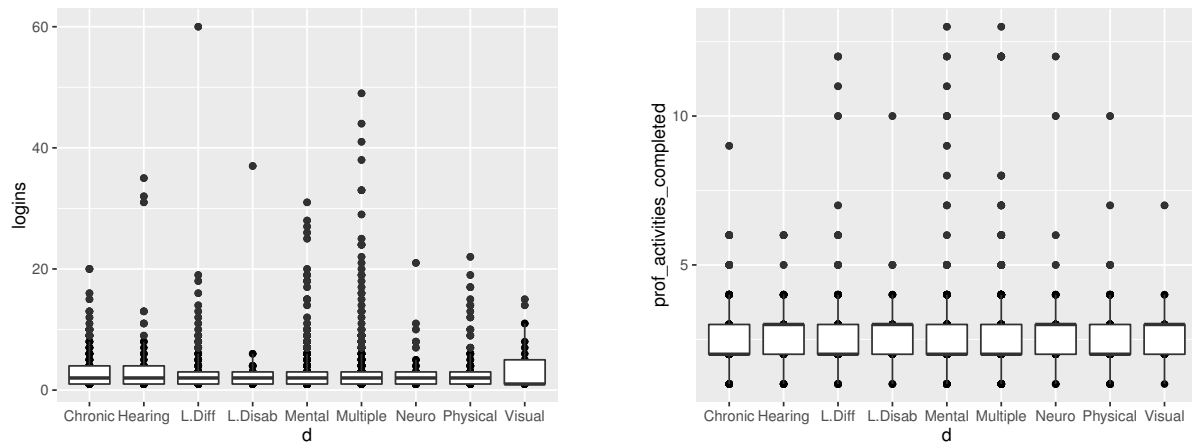 60
40
20
0
logins
Chronic Hearing L.Diff L.Disab Mental Multiple Neuro Physical Visual
d
10
5
prof_activities_completed
Chronic Hearing L.Diff L.Disab Mental Multiple Neuro Physical Visual
d